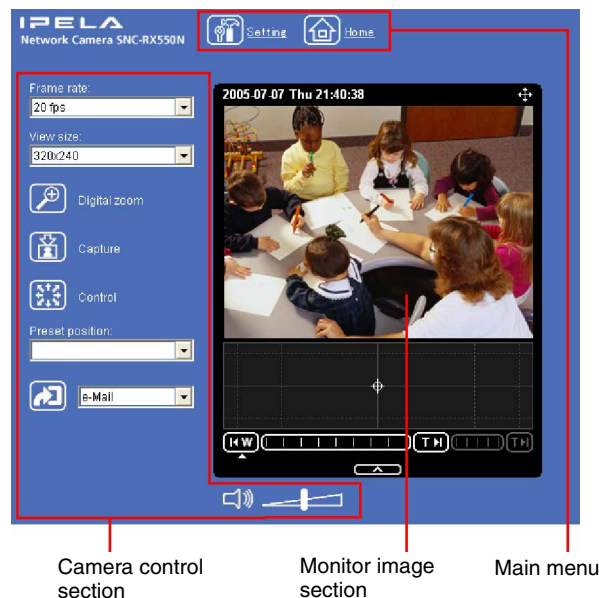 IPELA
Network Camera SNC-RX550N
Setting
Home
Frame rate:
20 fps
View size:
320x240
Digital zoom
Capture
Control
Preset position:
e-Mail
2005-07-07 Thu 21:40:38
W
T
T
Camera control
section
Monitor image
section
Main menu